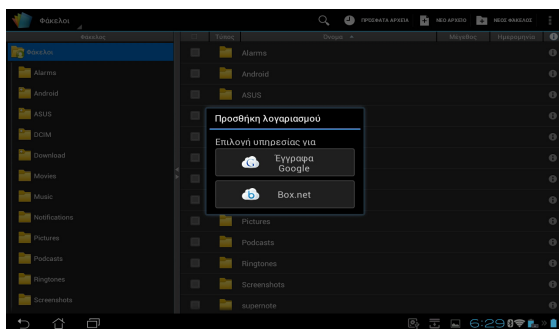 Φάκελοι
ΠΡΟΣΦΑΤΑ ΑΡΧΕΙΑ
ΝΕΟ ΑΡΧΕΙΟ
ΝΕΟΣ ΦΑΚΕΛΟΣ
Φάκελος
Τύπος
Όνομα
Μέγεθος
Ημερομηνία
Φάκελοι
Alarms
Android
ASUS
DCIM
Download
Movies
Music
Notifications
Pictures
Podcasts
Ringtones
Screenshots
Alarms
Android
ASUS
Προσθήκη λογαριασμού
Επιλογή υπηρεσίας για
Έγγραφα
Google
Box.net
Pictures
Podcasts
Ringtones
Screenshots
supernote
6:29